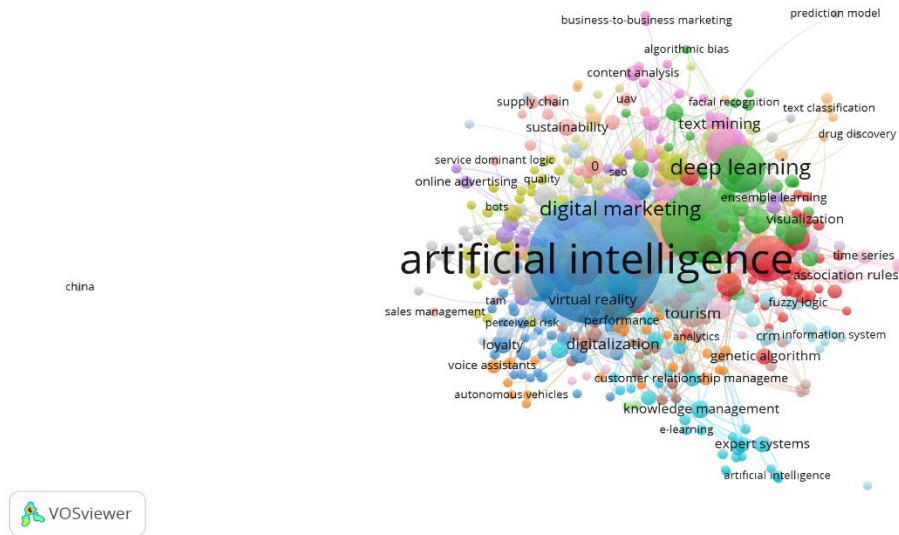 business-to-business marketing
prediction model
algorithmic bias
content analysis
supply chain
uav
facial recognition
text classification
sustainability
text mining
drug discovery
service dominant logic
0
seo
deep learning
online advertising
quality
ensemble learning
bots
digital marketing
visualization
artificial intelligence
time series
association rules
china
tam
virtual reality
fuzzy logic
sales management
perceived risk
performance
tourism
loyalty
digitalization
analytics
crm
information system
voice assistants
genetic algorithm
customer relationship manageme
autonomous vehicles
knowledge management
e-learning
expert systems
artificial intelligence
VOSviewer